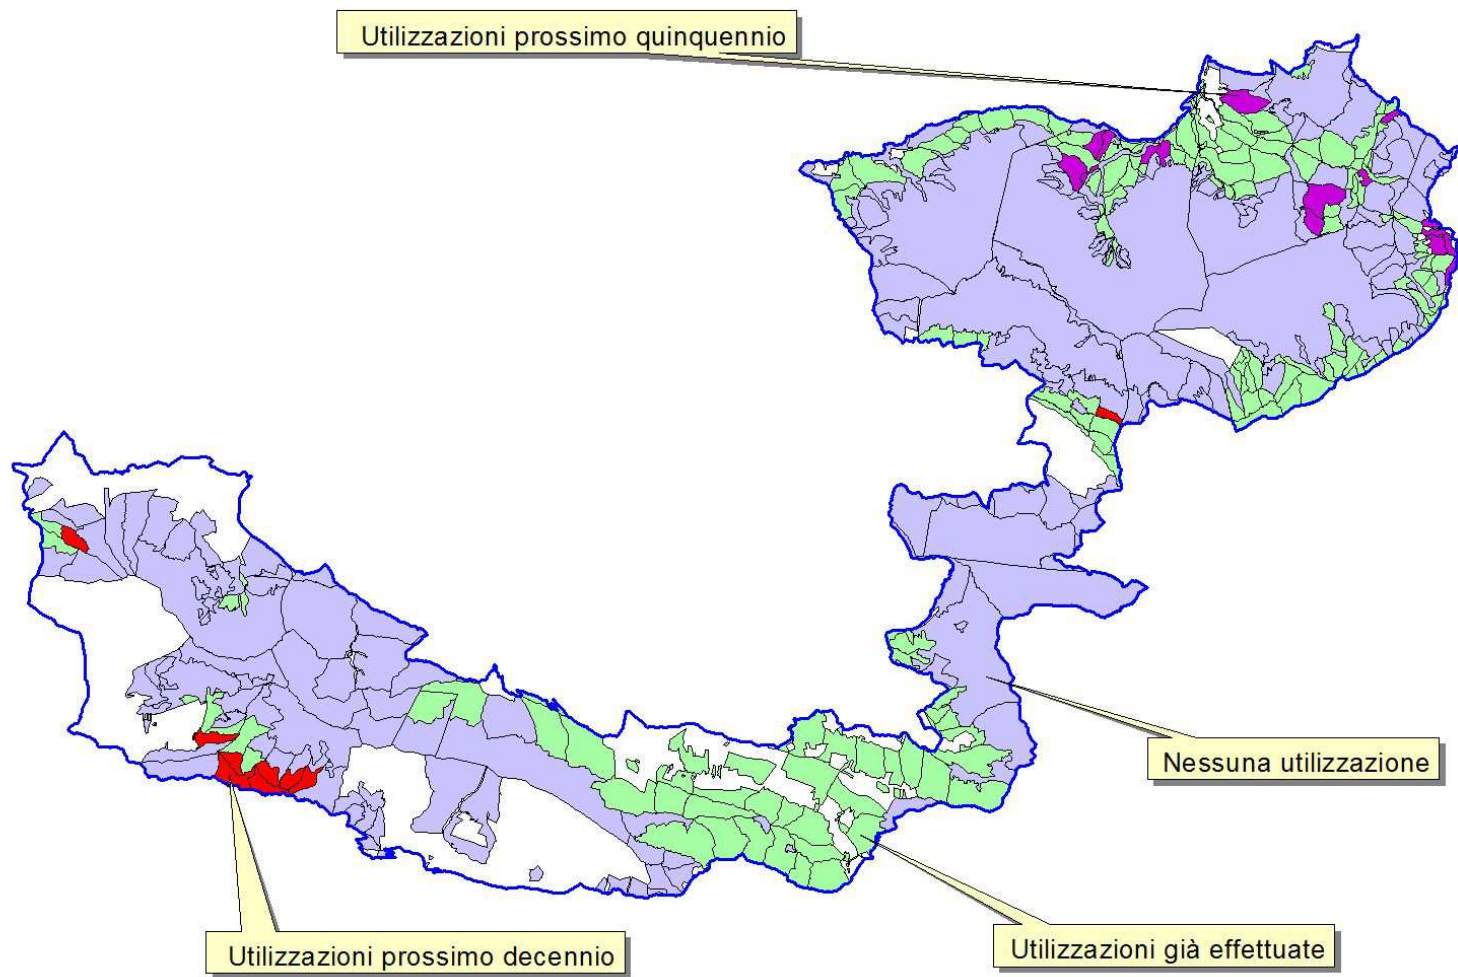 Utilizzazioni prossimo quinquennio
Nessuna utilizzazione
Utilizzazioni già effettuate
Utilizzazioni prossimo decennio